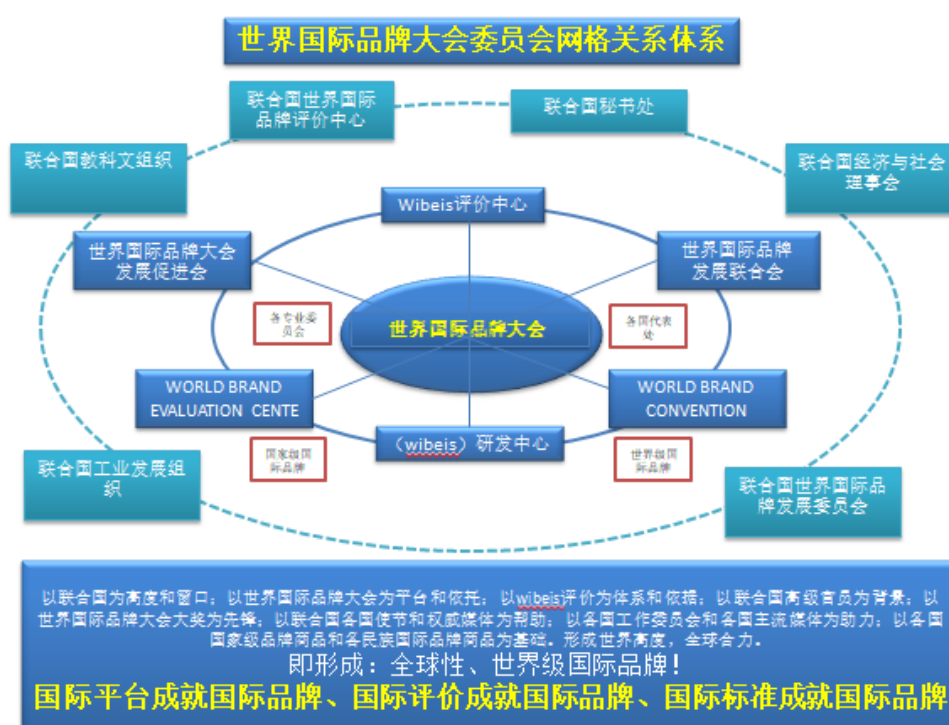 世界国际品牌大会委员会网格关系体系
联合国世界国际
品牌评价中心
联合国秘书处
联合国教科文组织
联合国经济与社会
理事会
Wibeis评价中心
世界国际品牌大会
发展促进会
世界国际品牌
发展联合会
各专业委
员会
世界国际品牌大会
各国代表
处
WORLD BRAND
EVALUATION CENTE
WORLD BRAND
CONVENTION
(wibeis)研发中心
国家级国
际品牌
世界级国
际品牌
联合国工业发展组
织
联合国世界国际品
牌发展委员会
以联合国为高度和窗口；以世界国际品牌大会为平台和依托；以wibeis评价为体系和依据；以联合国高级官员为背景；以
世界国际品牌大会大奖为先锋；以联合国各国使节和权威媒体为帮助；以各国工作委员会和各国主流媒体为助力；以各国
国家级品牌商品和各民族国际品牌商品为基础。形成世界高度，全球合力。
即形成：全球性、世界级国际品牌！
国际平台成就国际品牌、国际评价成就国际品牌、国际标准成就国际品牌